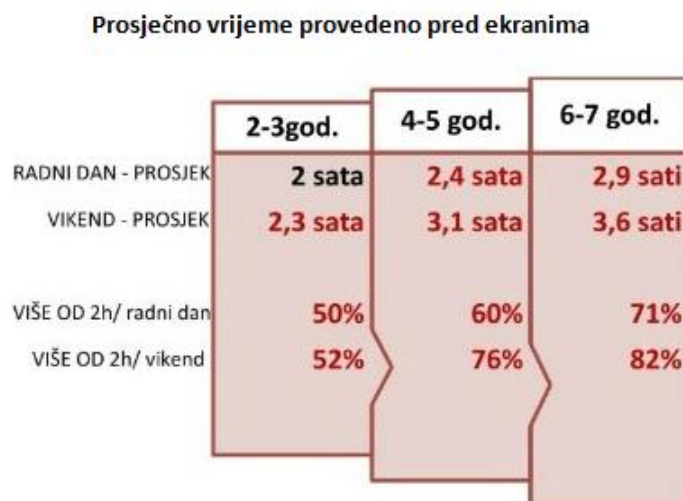 Prosječno vrijeme provedeno pred ekranima
2-3god. 4-5 god. 6-7 god.
RADNI DAN - PROSJEK 2 sata 2,4 sata 2,9 sati
VIKEND - PROSJEK 2,3 sata 3,1 sata 3,6 sati
VIŠE OD 2h/ radni dan 50% 60% 71%
VIŠE OD 2h/ vikend 52% 76% 82%